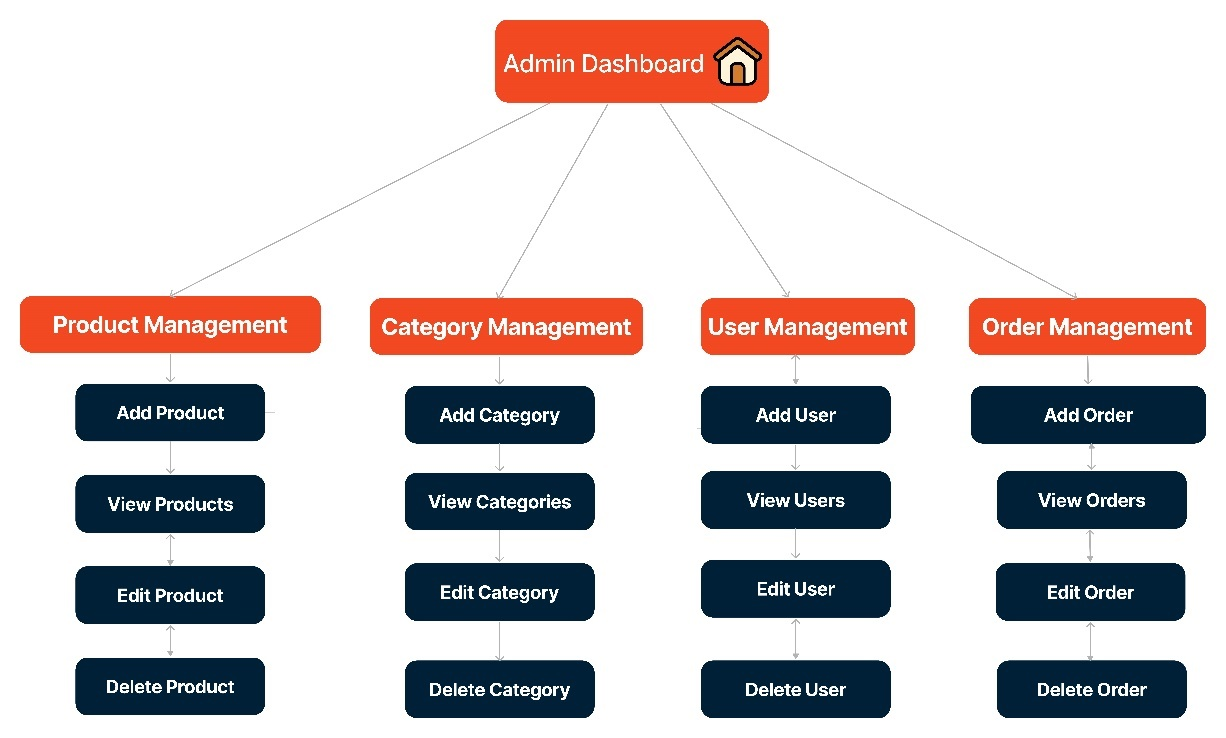 Admin Dashboard
Product Management
Category Management
User Management
Order Management
Add Product
Add Category
Add User
Add Order
View Products
View Categories
View Users
View Orders
Edit Product
Edit Category
Edit User
Edit Order
Delete Product
Delete Category
Delete User
Delete Order